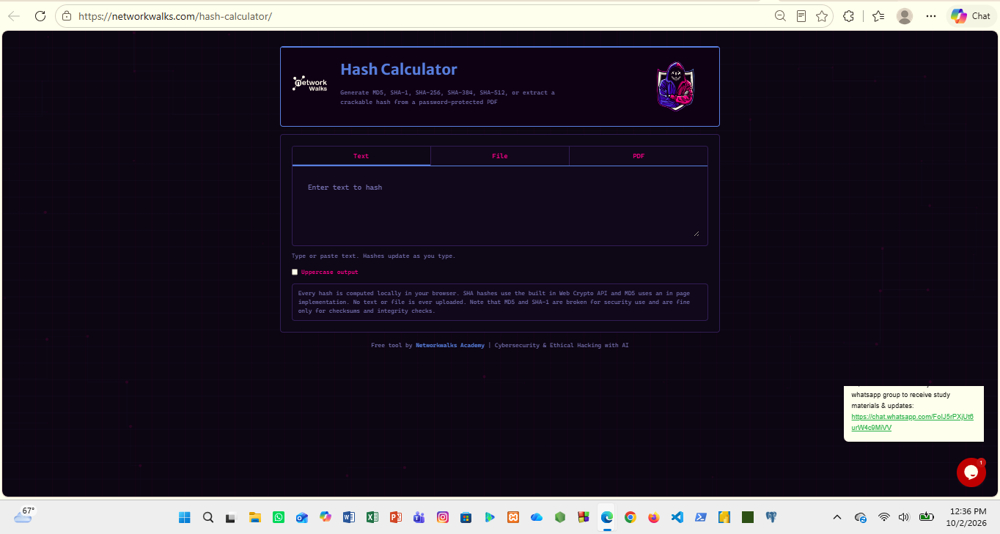 https://networkwalks.com/hash-calculator/
Chat
network
Walks
Hash Calculator
Generate MD5, SHA-1, SHA-256, SHA-384, SHA-512, or extract a
crackable hash from a password-protected PDF
Text
File
PDF
Enter text to hash
Type or paste text. Hashes update as you type.
Uppercase output
Every hash is computed locally in your browser. SHA hashes use the built in Web Crypto API and MD5 uses an in page
implementation. No text or file is ever uploaded. Note that MD5 and SHA-1 are broken for security use and are fine
only for checksums and integrity checks.
Free tool by Networkwalks Academy | Cybersecurity & Ethical Hacking with AI
whatsapp group to receive study
materials & updates:
https://chat.whatsapp.com/FoIJ5rPXjUt6
urW4c9MiVV
1
67°
12:36 PM
10/2/2026